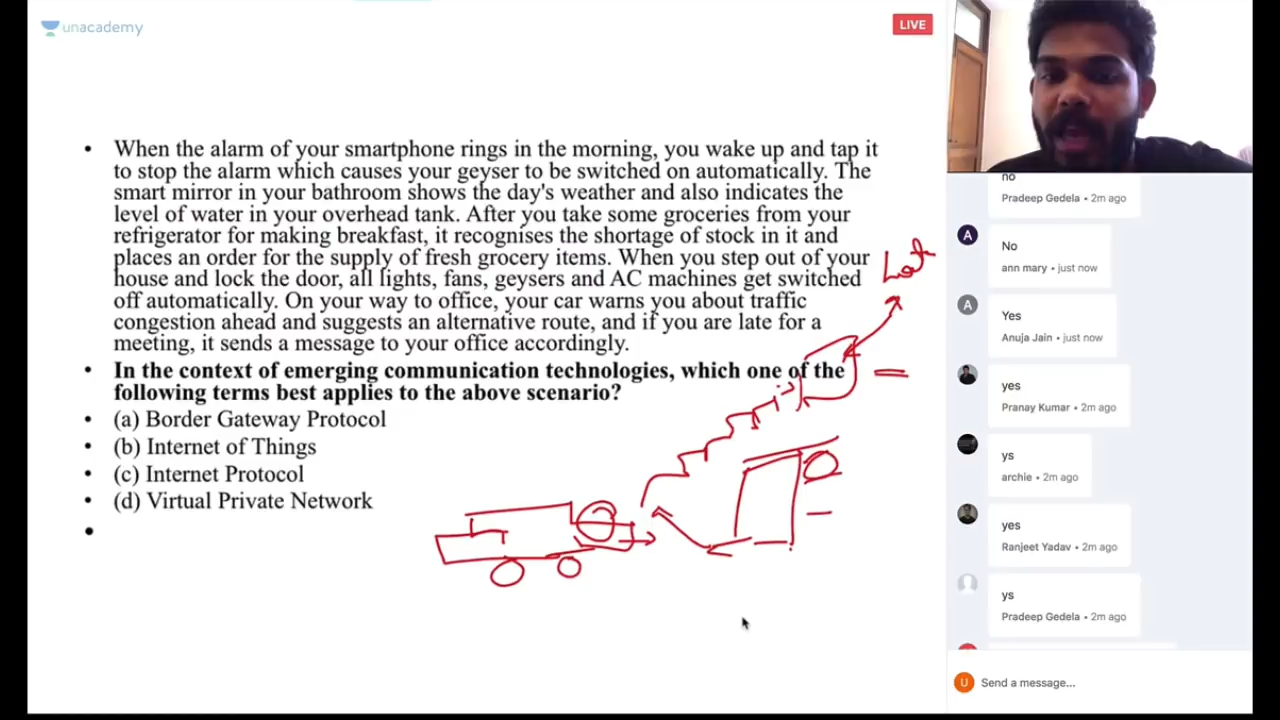 unacademy
LIVE
• When the alarm of your smartphone rings in the morning, you wake up and tap it
to stop the alarm which causes your geyser to be switched on automatically. The
smart mirror in your bathroom shows the day's weather and also indicates the
level of water in your overhead tank. After you take some groceries from your
refrigerator for making breakfast, it recognises the shortage of stock in it and
places an order for the supply of fresh grocery items. When you step out of your
house and lock the door, all lights, fans, geysers and AC machines get switched
off automatically. On your way to office, your car warns you about traffic
congestion ahead and suggests an alternative route, and if you are late for a
meeting, it sends a message to your office accordingly.
• In the context of emerging communication technologies, which one of the
following terms best applies to the above scenario?
• (a) Border Gateway Protocol
• (b) Internet of Things
• (c) Internet Protocol
• (d) Virtual Private Network
•
no
Pradeep Gedela • 2m ago
A
No
ann mary • just now
A
Yes
Anuja Jain • just now
yes
Pranay Kumar • 2m ago
ys
archie • 2m ago
yes
Ranjeet Yadav • 2m ago
ys
Pradeep Gedela • 2m ago
U
Send a message...